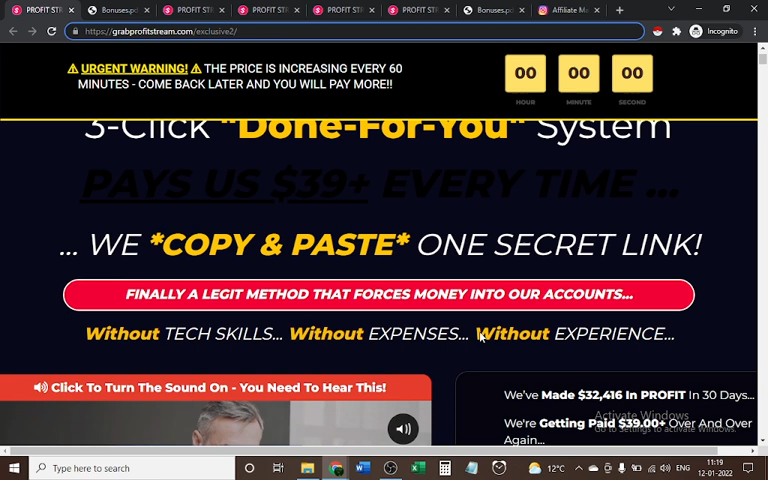 PROFIT STR
Bonuses.pd
PROFIT STR
PROFIT STR
PROFIT STR
PROFIT STR
Bonuses.pd
Affiliate Ma
https://grabprofitstream.com/exclusive2/
Incognito
URGENT WARNING! THE PRICE IS INCREASING EVERY 60
MINUTES - COME BACK LATER AND YOU WILL PAY MORE!!
00 00 00
HOUR MINUTE SECOND
3-Click "Done-For-You" System
PAYS US $39+ EVERY TIME ...
... WE *COPY & PASTE* ONE SECRET LINK!
FINALLY A LEGIT METHOD THAT FORCES MONEY INTO OUR ACCOUNTS...
Without TECH SKILLS... Without EXPENSES... Without EXPERIENCE...
Click To Turn The Sound On - You Need To Hear This!
We've Made $32,416 In PROFIT In 30 Days...
We're Getting Paid $39.00+ Over And Over
Again...
Activate Windows
Go to Settings to activate Windows.
Type here to search
12°C
ENG
11:19
12-01-2022